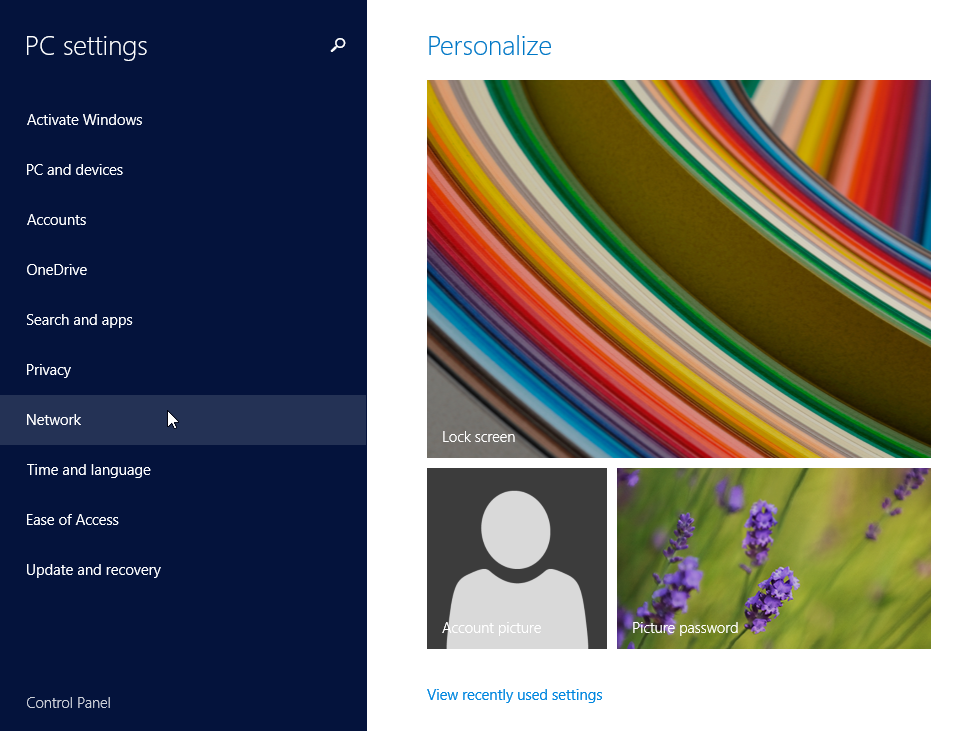 PC settings
Activate Windows
PC and devices
Accounts
OneDrive
Search and apps
Privacy
Network
Time and language
Ease of Access
Update and recovery
Control Panel
Personalize
Lock screen
Account picture
Picture password
View recently used settings